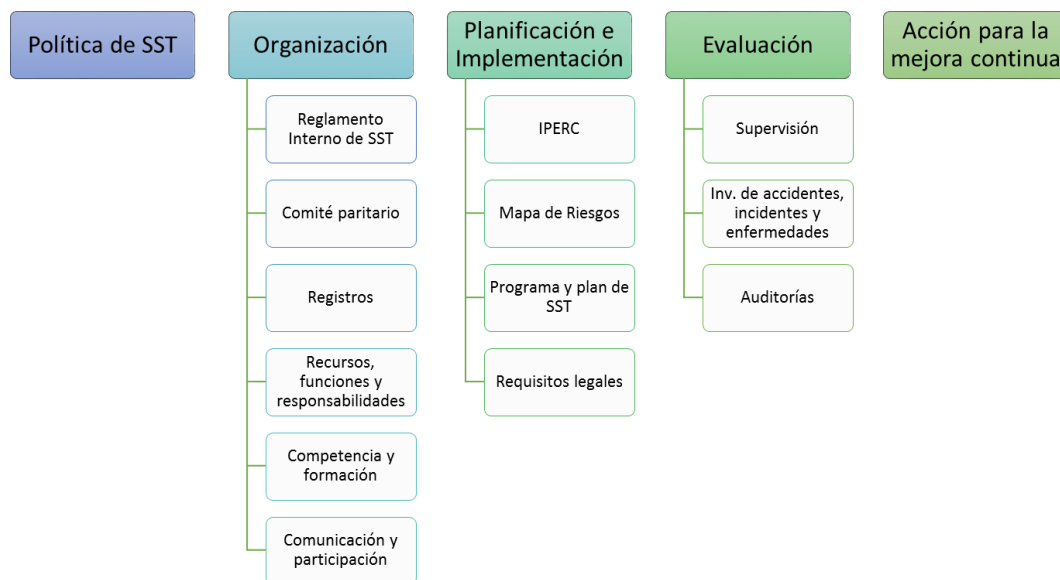 Política de SST
Organización
Reglamento
Interno de SST
Comité paritario
Registros
Recursos,
funciones y
responsabilidades
Competencia y
formación
Comunicación y
participación
Planificación e
Implementación
IPERC
Mapa de Riesgos
Programa y plan de
SST
Requisitos legales
Evaluación
Supervisión
Inv. de accidentes,
incidentes y
enfermedades
Auditorías
Acción para la
mejora continua